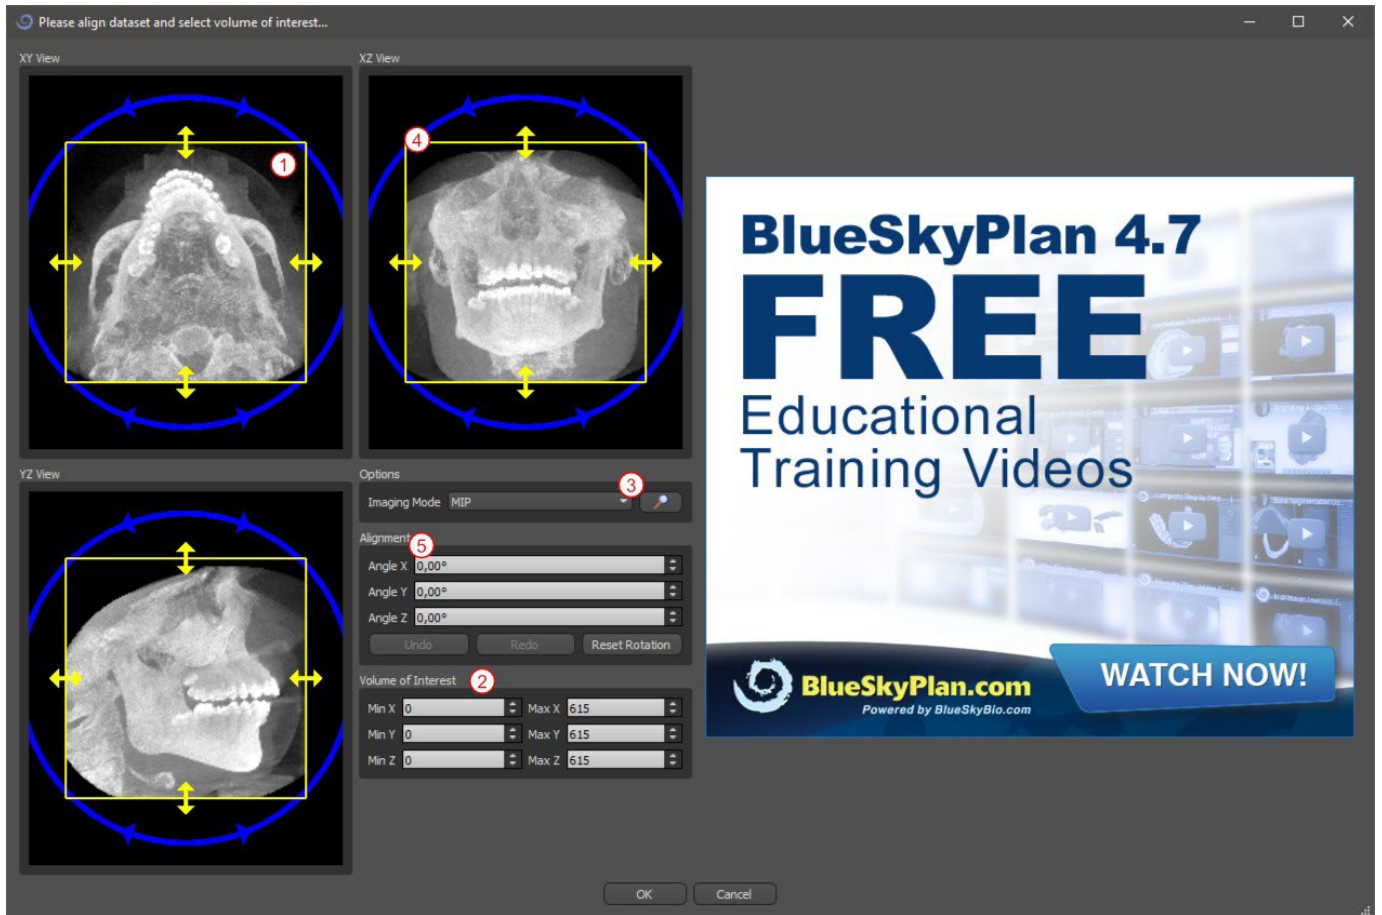 Please align dataset and select volume of interest...
XY View
XZ View
1
4
YZ View
Options
3
Imaging Mode MIP
Alignment
5
Angle X 0,00°
Angle Y 0,00°
Angle Z 0,00°
Undo Redo Reset Rotation
Volume of Interest 2
Min X 0 Max X 615
Min Y 0 Max Y 615
Min Z 0 Max Z 615
BlueSkyPlan 4.7
FREE
Educational
Training Videos
WATCH NOW!
BlueSkyPlan.com
Powered by BlueSkyBio.com
OK Cancel